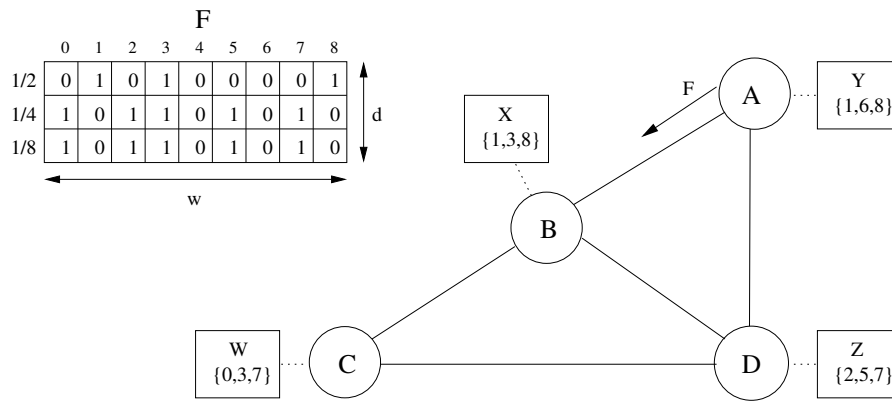 F
0 1 2 3 4 5 6 7 8
1/2 0 1 0 1 0 0 0 0 1
1/4 1 0 1 1 0 1 0 1 0
1/8 1 0 1 1 0 1 0 1 0
d
w
F
A
Y
{1,6,8}
X
{1,3,8}
B
W
{0,3,7}
C
D
Z
{2,5,7}